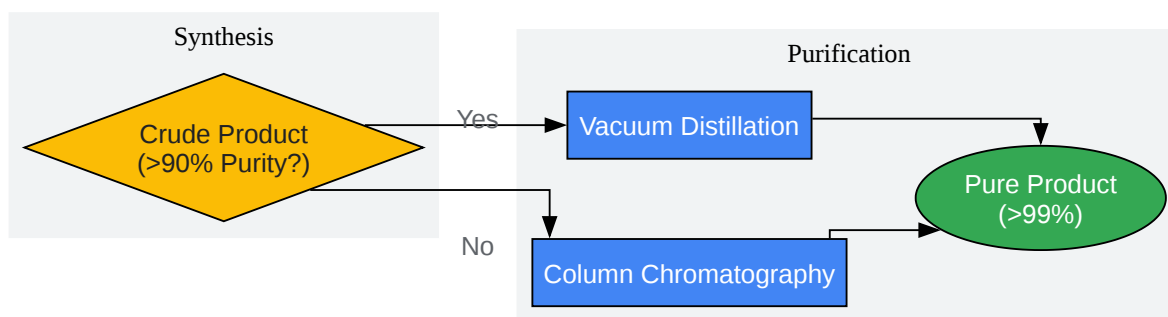 Synthesis
Crude Product
(>90% Purity?)
Yes
No
Purification
Vacuum Distillation
Column Chromatography
Pure Product
(>99%)